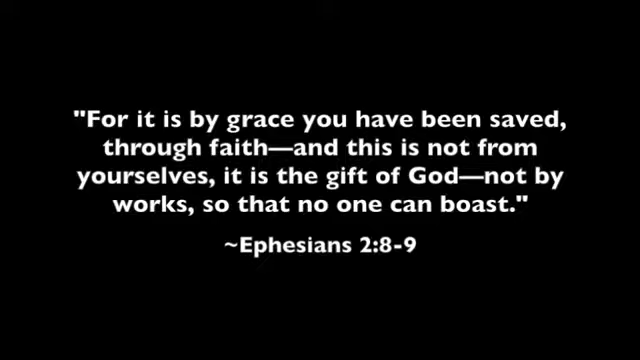 "For it is by grace you have been saved,
through faith—and this is not from
yourselves, it is the gift of God—not by
works, so that no one can boast."
~Ephesians 2:8-9